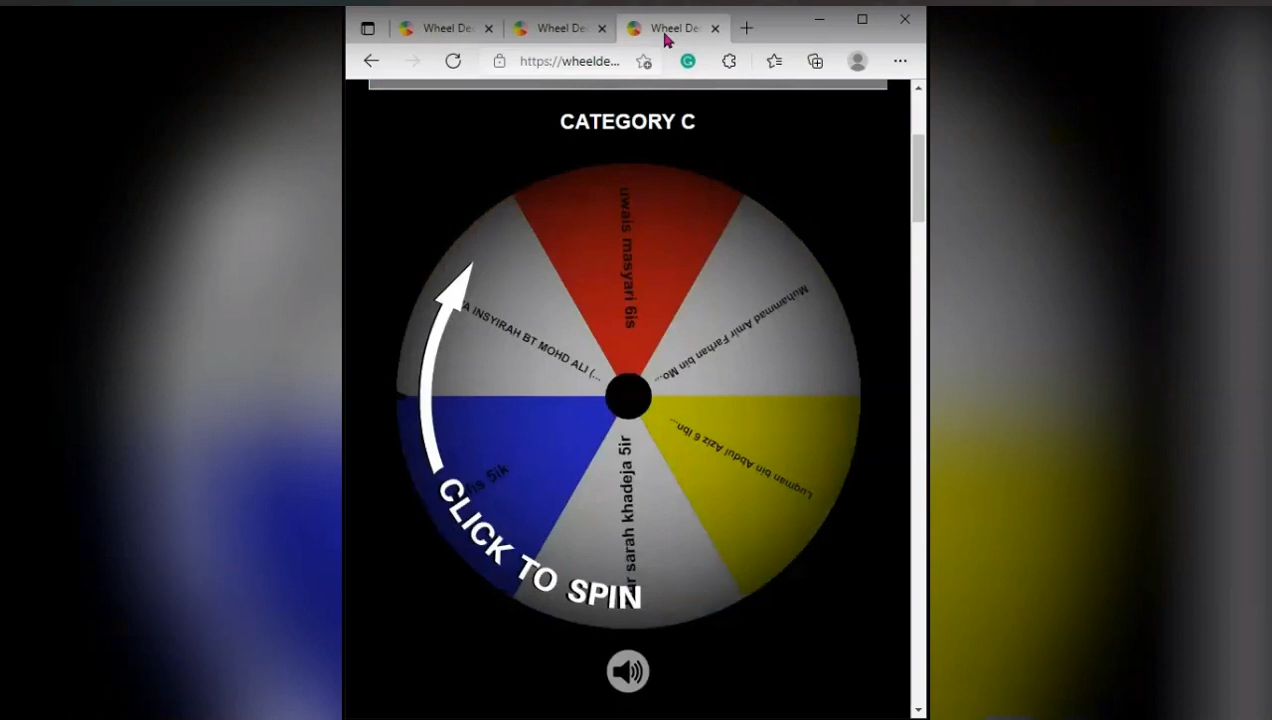 Wheel De
Wheel De
Wheel De
https://wheelde...
CATEGORY C
uwais masyari 6is
Muhammad Amir Farhan bin Mo...
Luqman bin Abdul Aziz 6 Ibn...
sarah khadeja 5ir
5ik
INSYIRAH BT MOHD ALI (...
CLICK TO SPIN